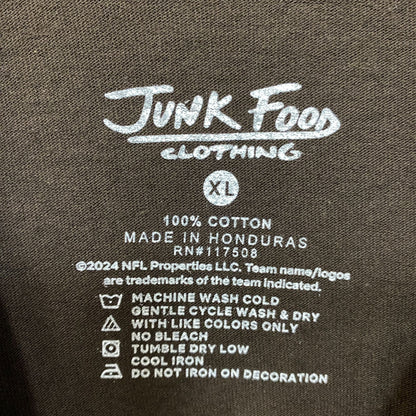 JUNK FOOD
CLOTHING
XL
100% COTTON
MADE IN HONDURAS
RN#117508
©2024 NFL Properties LLC. Team name/logos
are trademarks of the team indicated.
MACHINE WASH COLD
GENTLE CYCLE WASH & DRY
WITH LIKE COLORS ONLY
NO BLEACH
TUMBLE DRY LOW
COOL IRON
DO NOT IRON ON DECORATION